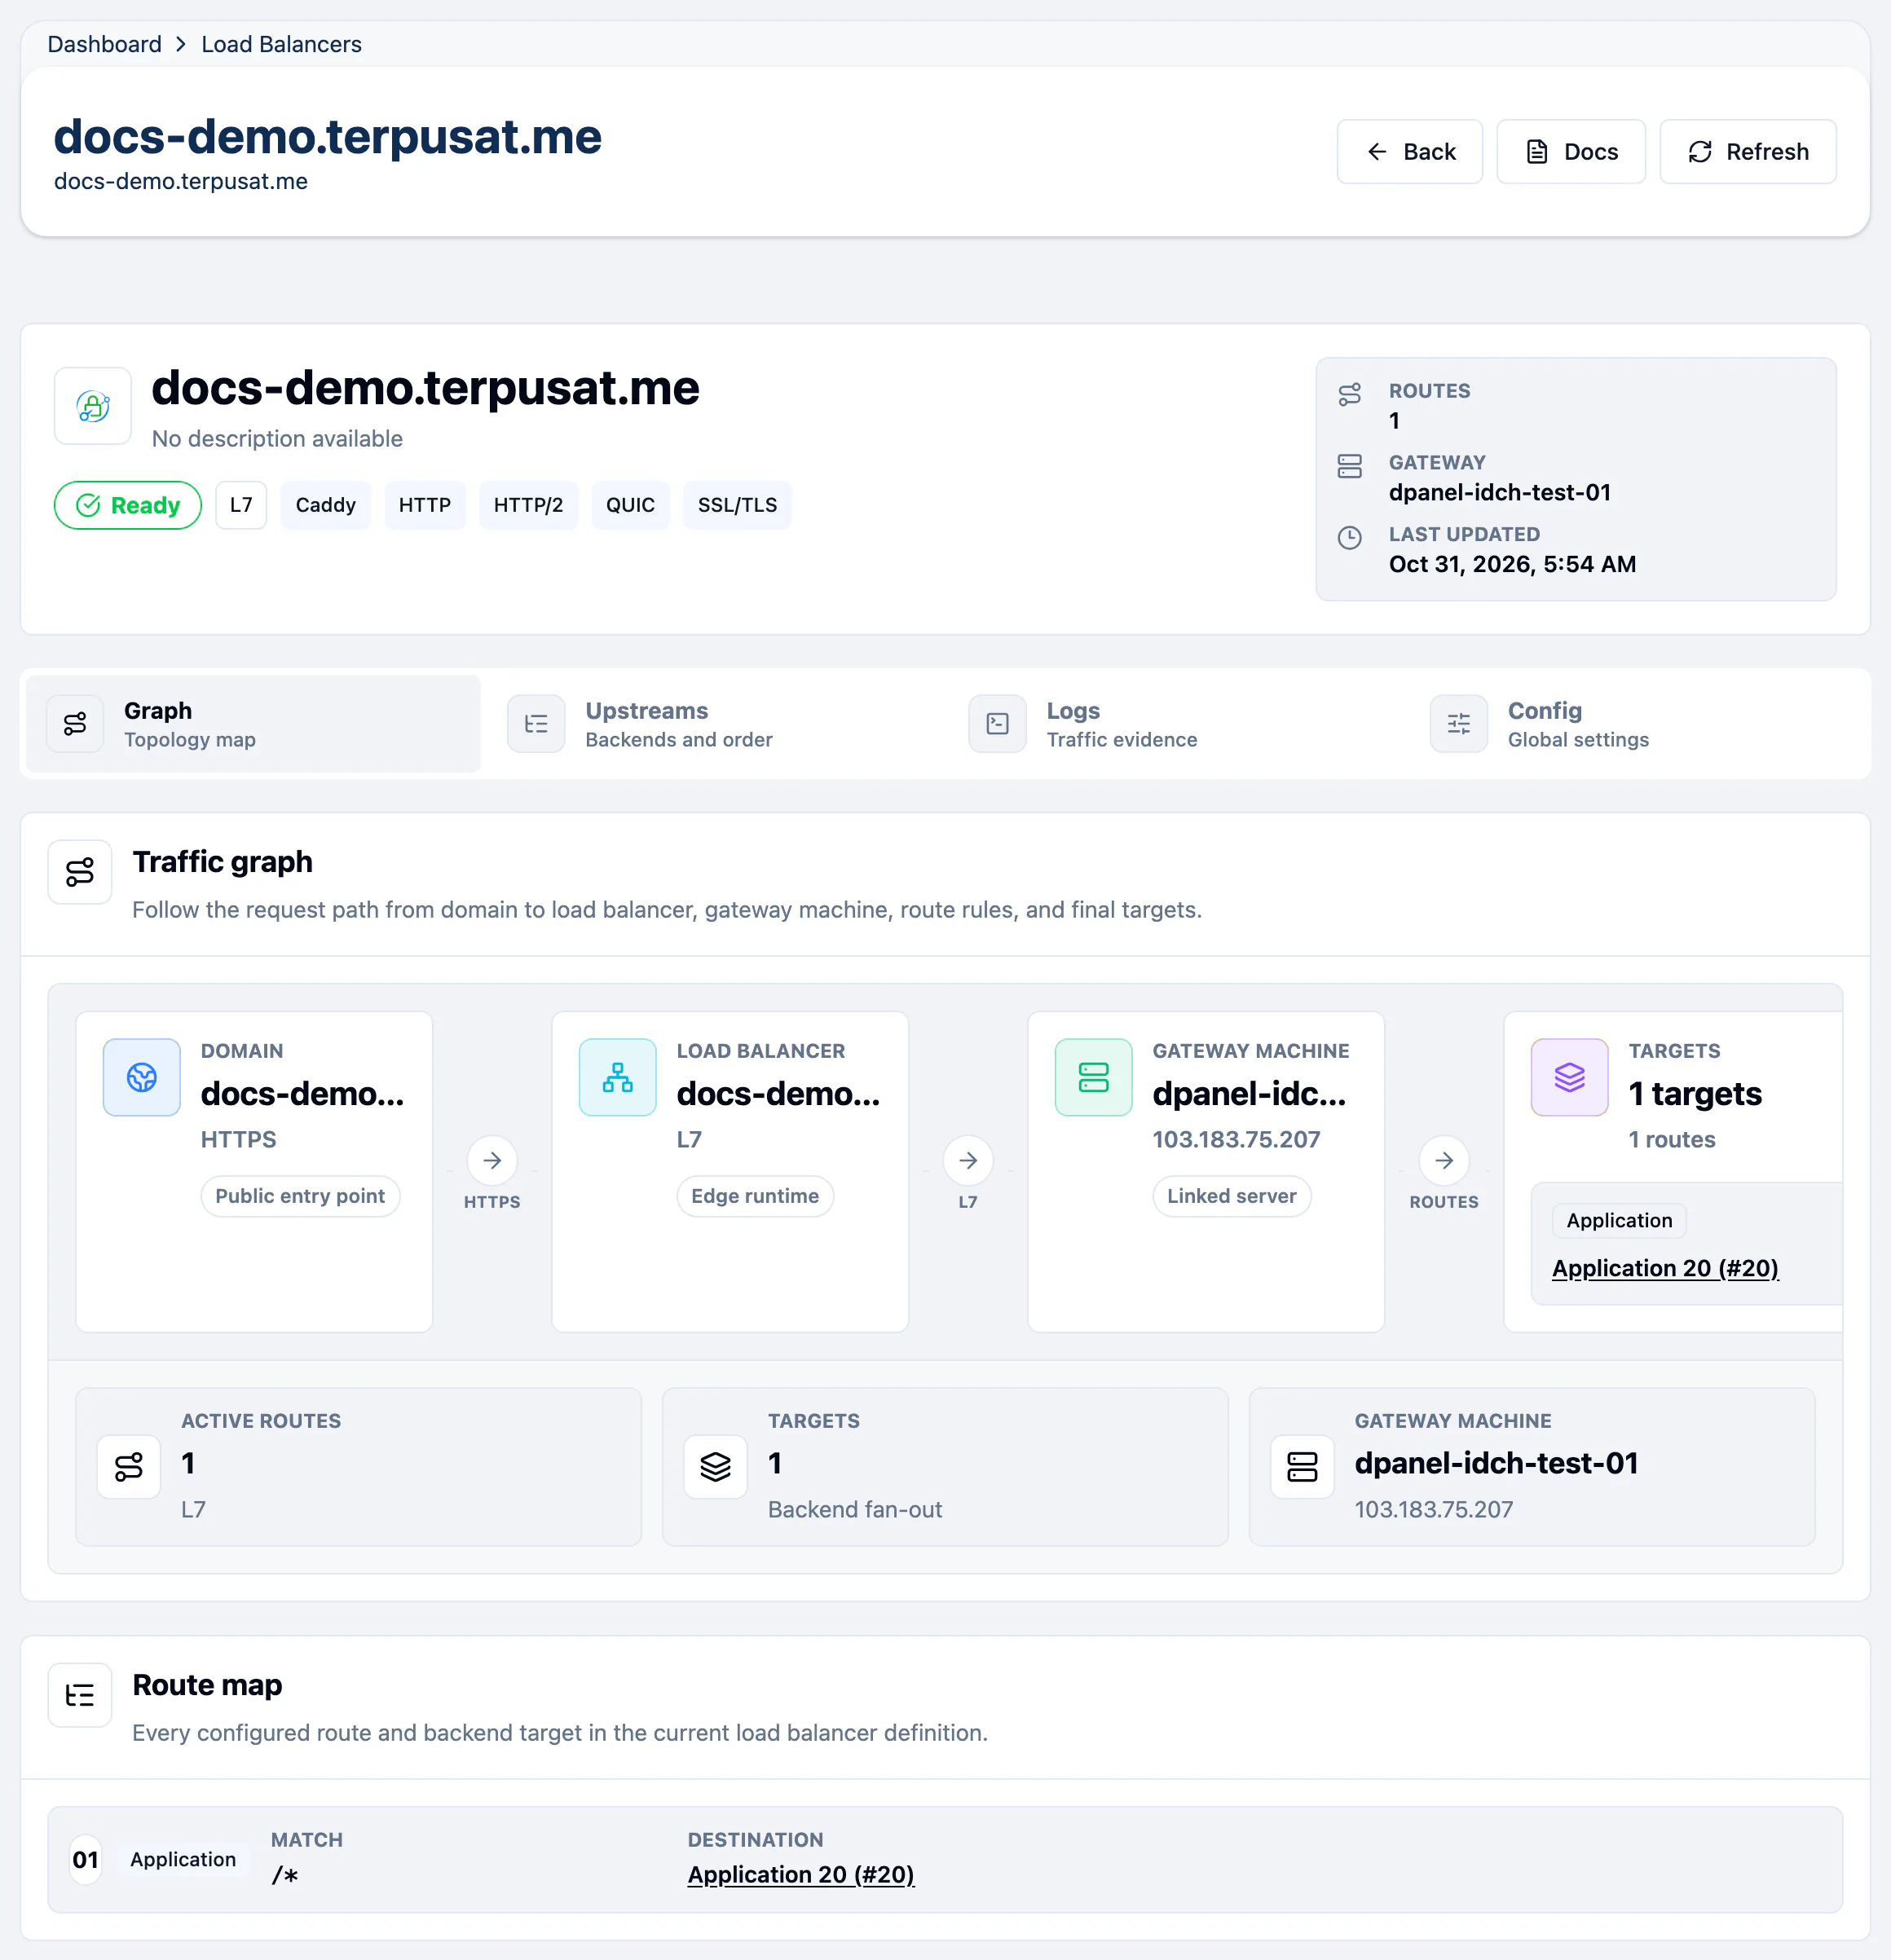 Dashboard > Load Balancers
docs-demo.terpusat.me
docs-demo.terpusat.me
Back
Docs
Refresh
docs-demo.terpusat.me
No description available
Ready
L7
Caddy
HTTP
HTTP/2
QUIC
SSL/TLS
ROUTES
1
GATEWAY
dpanel-idch-test-01
LAST UPDATED
Oct 31, 2026, 5:54 AM
Graph
Topology map
Upstreams
Backends and order
Logs
Traffic evidence
Config
Global settings
Traffic graph
Follow the request path from domain to load balancer, gateway machine, route rules, and final targets.
DOMAIN
docs-demo...
HTTPS
Public entry point
HTTPS
LOAD BALANCER
docs-demo...
L7
Edge runtime
L7
GATEWAY MACHINE
dpanel-idc...
103.183.75.207
Linked server
ROUTES
TARGETS
1 targets
1 routes
Application
Application 20 (#20)
ACTIVE ROUTES
1
L7
TARGETS
1
Backend fan-out
GATEWAY MACHINE
dpanel-idch-test-01
103.183.75.207
Route map
Every configured route and backend target in the current load balancer definition.
01
Application
MATCH
/*
DESTINATION
Application 20 (#20)